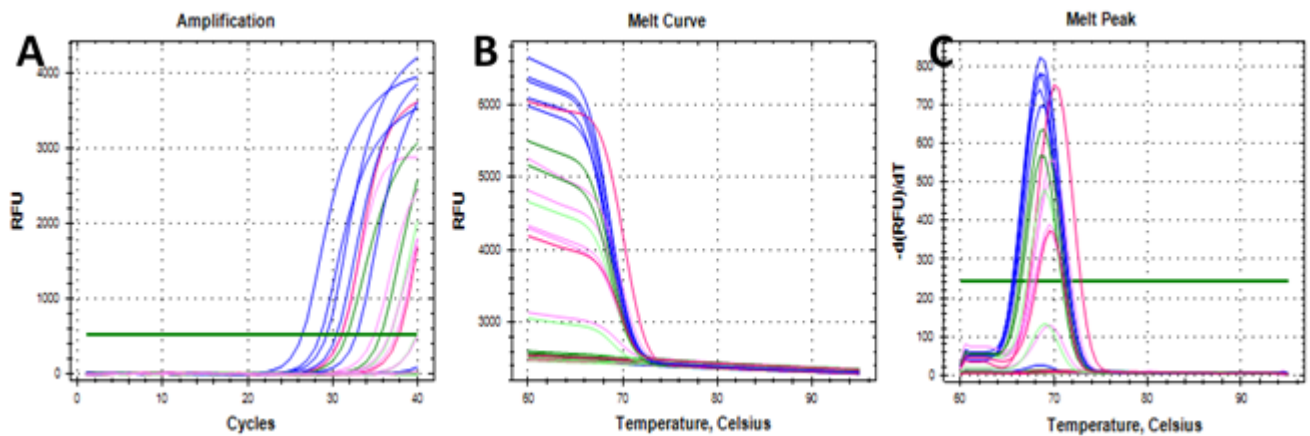 A
Amplification
4000
3000
2000
1000
0
RFU
0 10 20 30 40
Cycles
B
Melt Curve
6000
5000
4000
3000
RFU
60 70 80 90
Temperature, Celsius
C
Melt Peak
800
700
600
500
400
300
200
100
0
-d(RFU)/dT
60 70 80 90
Temperature, Celsius